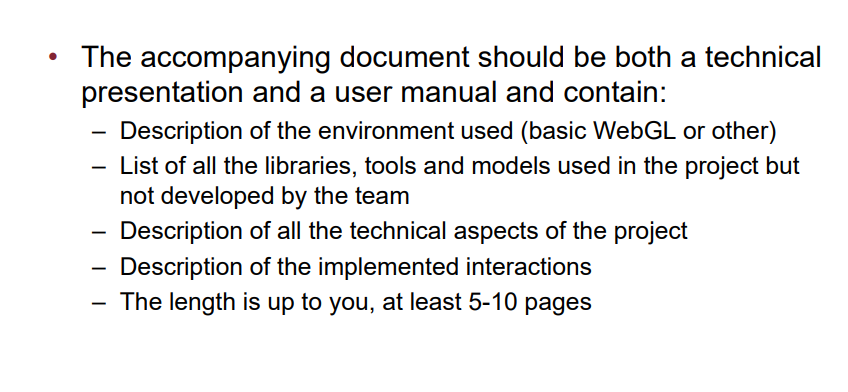 • The accompanying document should be both a technical
presentation and a user manual and contain:
– Description of the environment used (basic WebGL or other)
– List of all the libraries, tools and models used in the project but
not developed by the team
– Description of all the technical aspects of the project
– Description of the implemented interactions
– The length is up to you, at least 5-10 pages